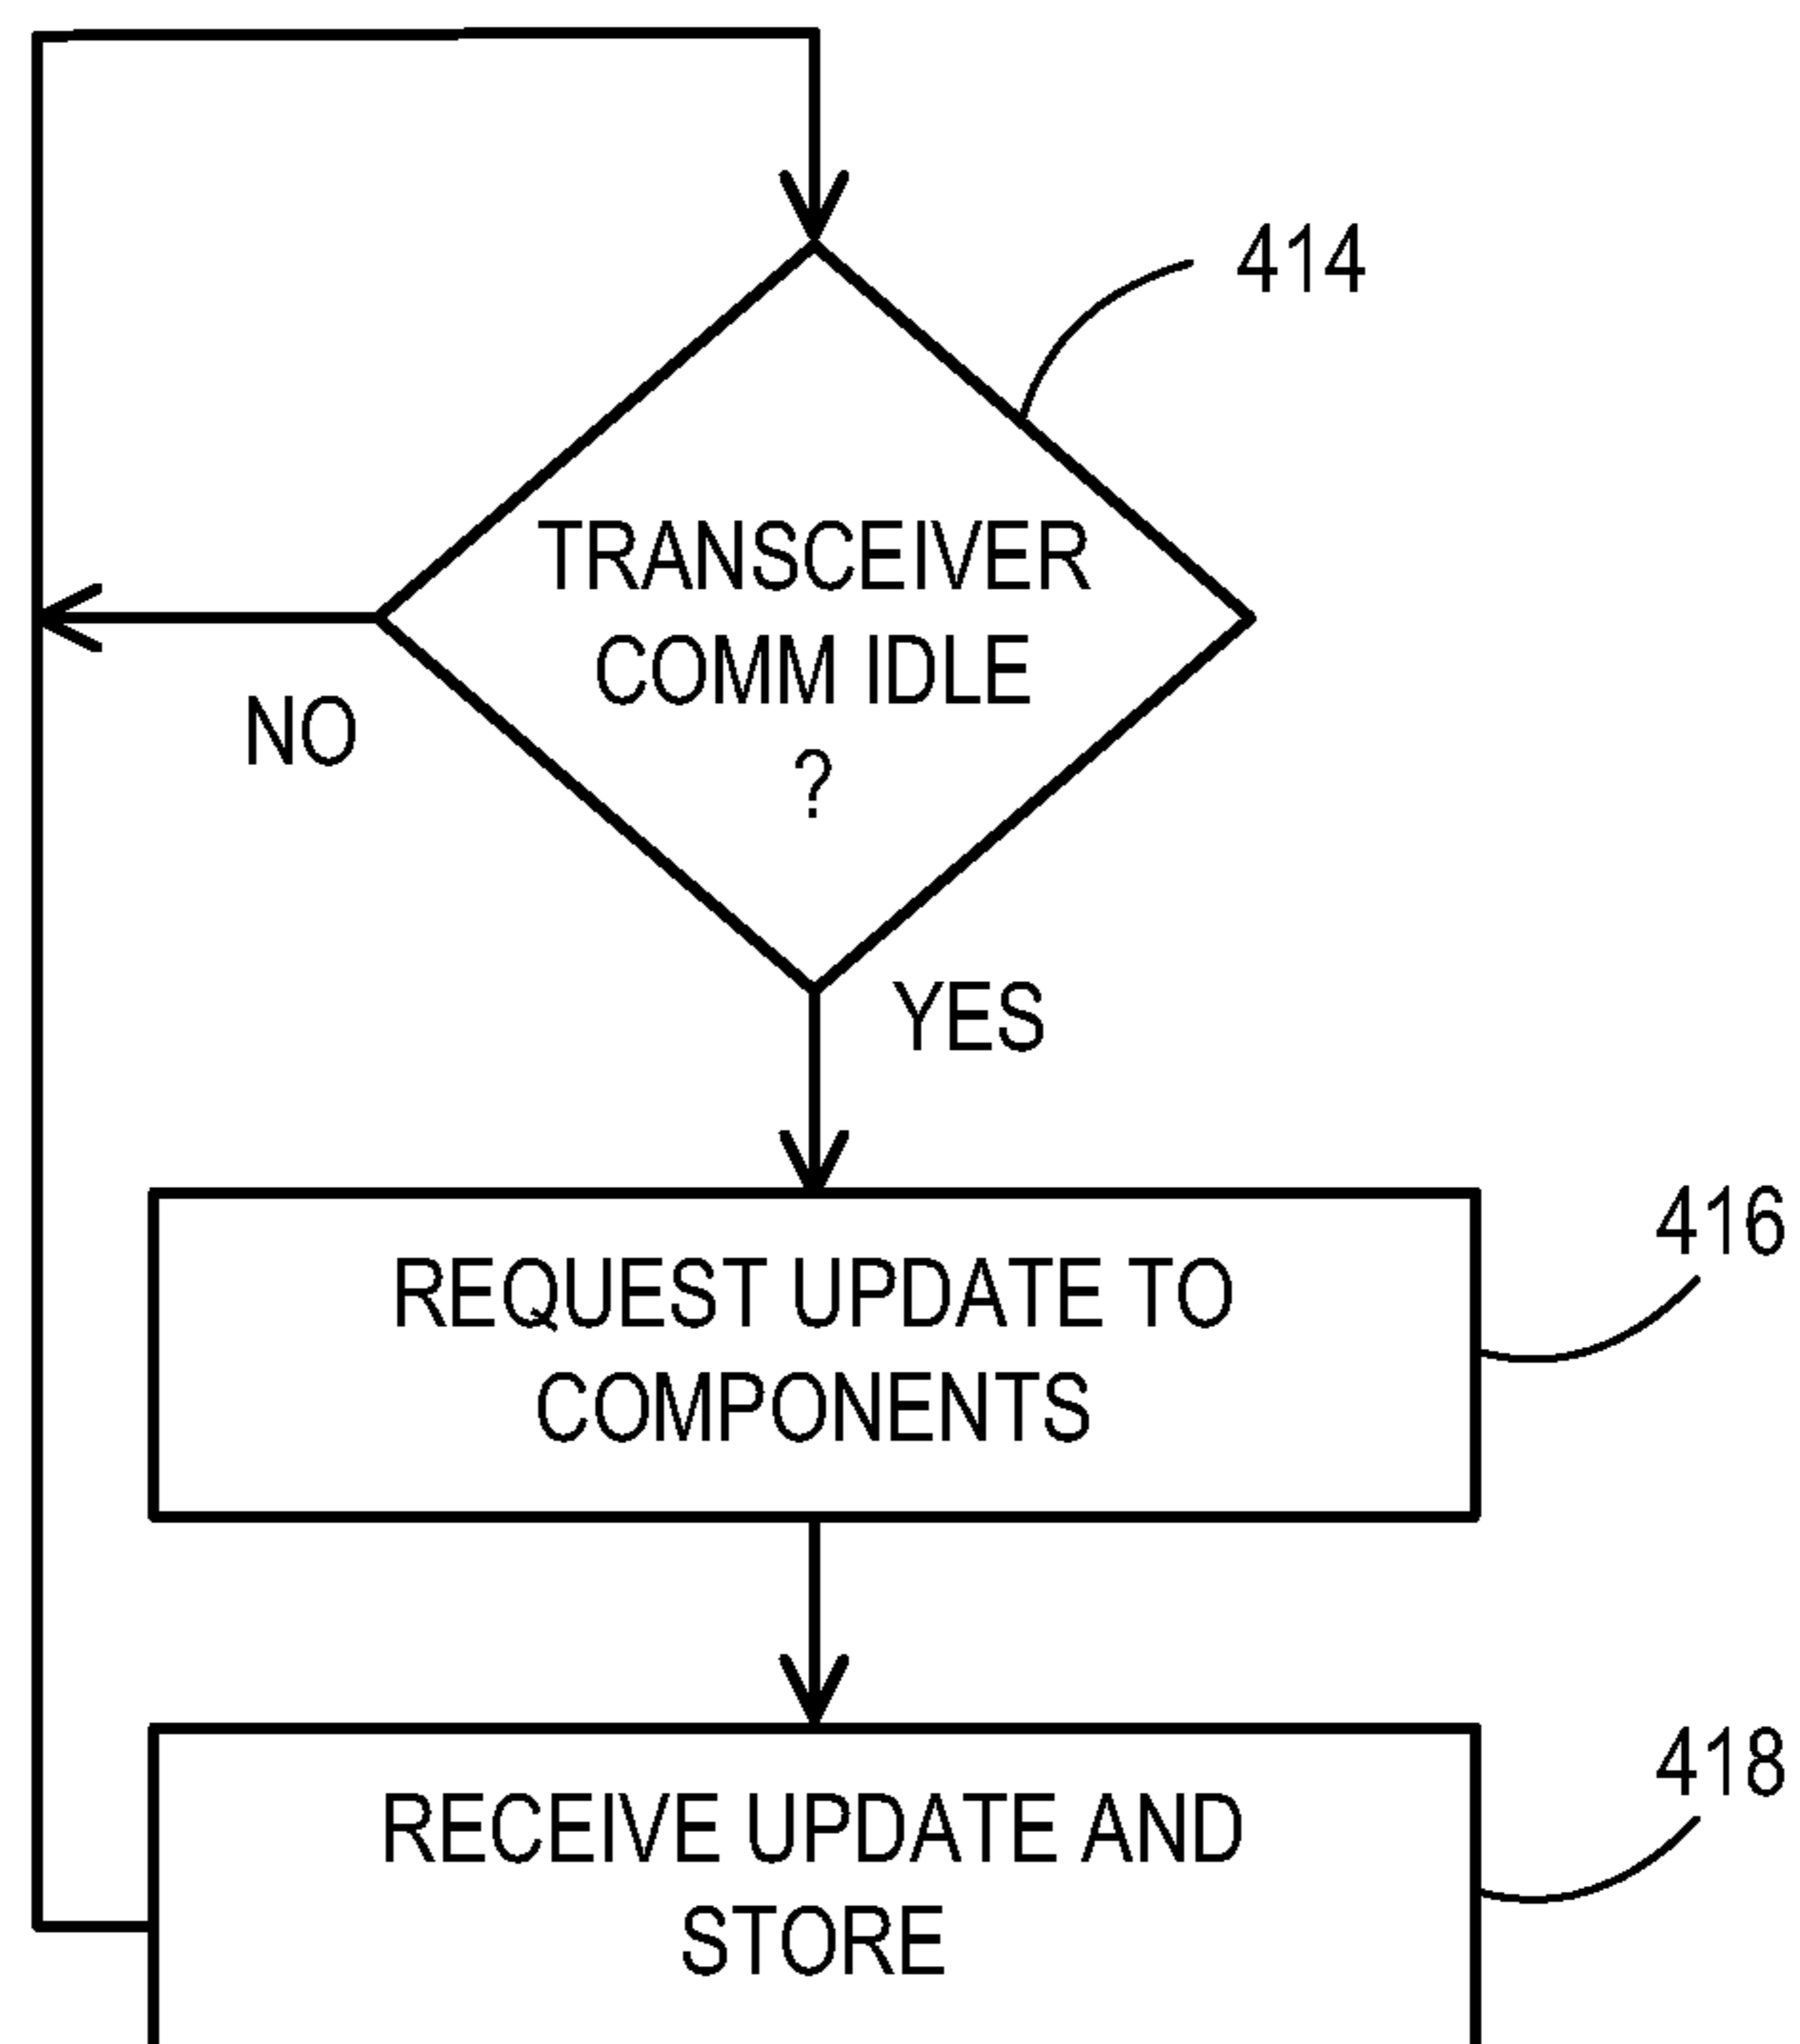 414
TRANSCEIVER
COMM IDLE
?
NO
YES
416
REQUEST UPDATE TO
COMPONENTS
418
RECEIVE UPDATE AND
STORE